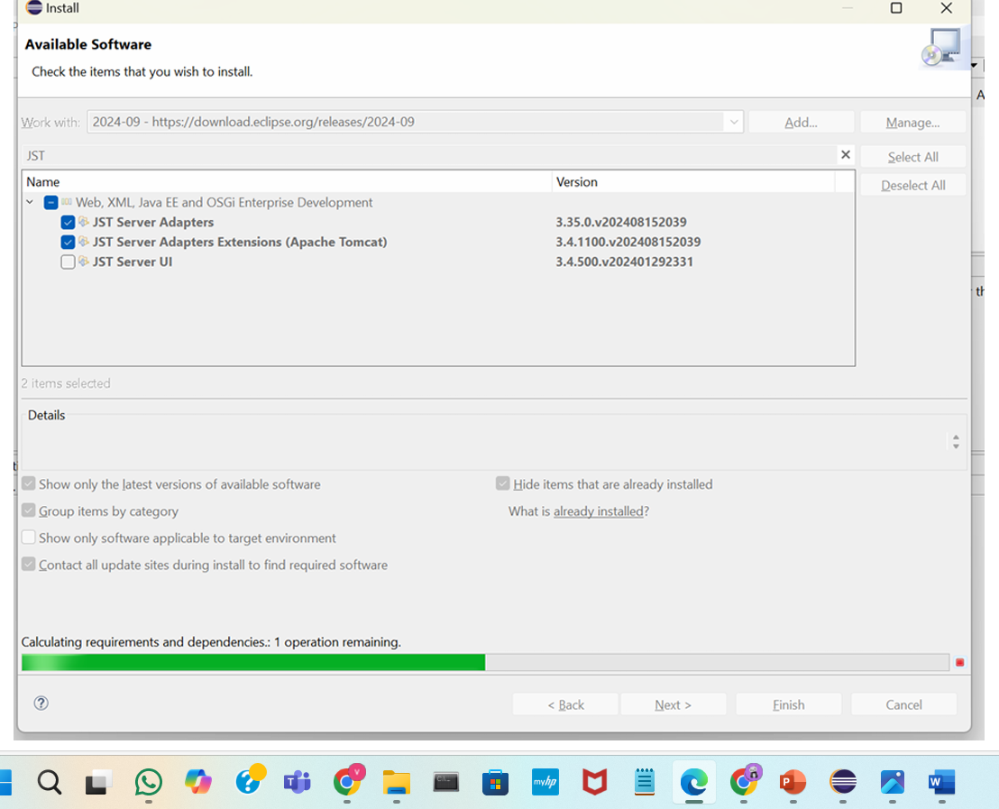 Install
Available Software
Check the items that you wish to install.
Work with: 2024-09 - https://download.eclipse.org/releases/2024-09 Add... Manage...
JST Select All
Name Version Deselect All
Web, XML, Java EE and OSGi Enterprise Development
JST Server Adapters 3.35.0.v202408152039
JST Server Adapters Extensions (Apache Tomcat) 3.4.1100.v202408152039
JST Server UI 3.4.500.v202401292331
2 items selected
Details
Show only the latest versions of available software Hide items that are already installed
Group items by category What is already installed?
Show only software applicable to target environment
Contact all update sites during install to find required software
Calculating requirements and dependencies.: 1 operation remaining.
< Back Next > Finish Cancel
myhp